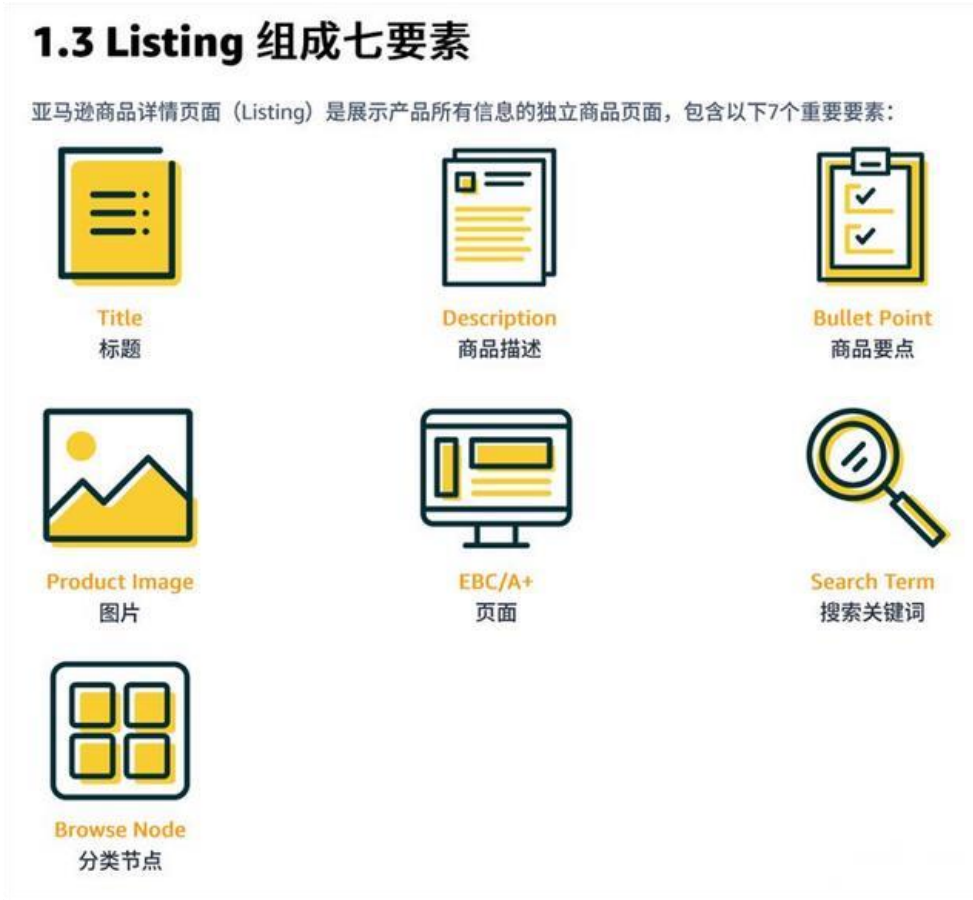 1.3 Listing 组成七要素
亚马逊商品详情页面（Listing）是展示产品所有信息的独立商品页面，包含以下7个重要要素：
Title
标题
Description
商品描述
Bullet Point
商品要点
Product Image
图片
EBC/A+
页面
Search Term
搜索关键词
Browse Node
分类节点